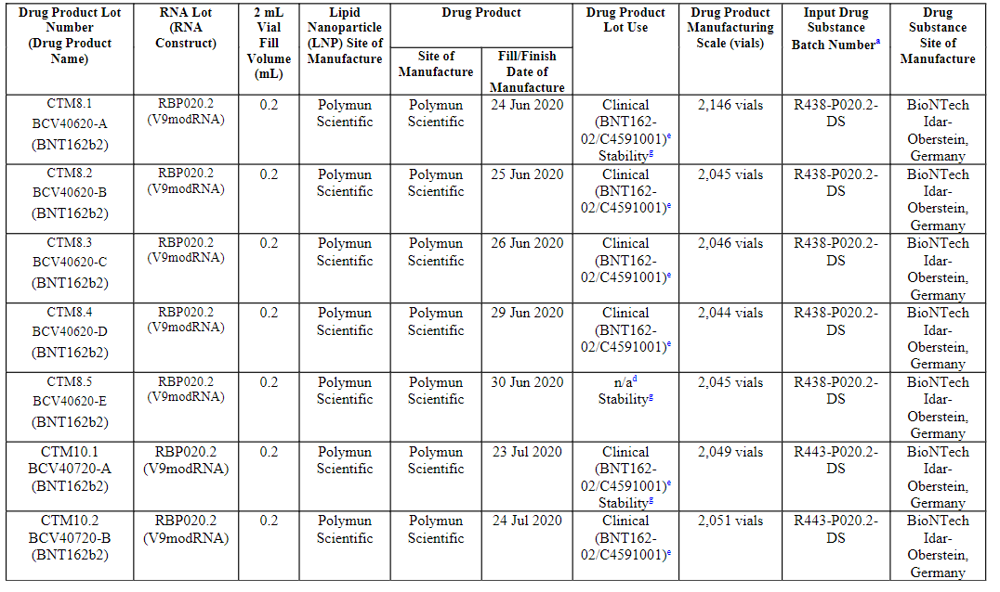 Drug Product Lot
Number
(Drug Product
Name)
RNA Lot
(RNA
Construct)
2 mL
Vial
Fill
Volume
(mL)
Lipid
Nanoparticle
(LNP) Site of
Manufacture
Drug Product
Site of
Manufacture
Fill/Finish
Date of
Manufacture
Drug Product
Lot Use
Drug Product
Manufacturing
Scale (vials)
Input Drug
Substance
Batch Numberᵃ
Drug
Substance
Site of
Manufacture
CTM8.1
BCV40620-A
(BNT162b2)
RBP020.2
(V9modRNA)
0.2
Polymun
Scientific
Polymun
Scientific
24 Jun 2020
Clinical
(BNT162-
02/C4591001)ᵉ
Stabilityᵍ
2,146 vials
R438-P020.2-
DS
BioNTech
Idar-
Oberstein,
Germany
CTM8.2
BCV40620-B
(BNT162b2)
RBP020.2
(V9modRNA)
0.2
Polymun
Scientific
Polymun
Scientific
25 Jun 2020
Clinical
(BNT162-
02/C4591001)ᵉ
2,045 vials
R438-P020.2-
DS
BioNTech
Idar-
Oberstein,
Germany
CTM8.3
BCV40620-C
(BNT162b2)
RBP020.2
(V9modRNA)
0.2
Polymun
Scientific
Polymun
Scientific
26 Jun 2020
Clinical
(BNT162-
02/C4591001)ᵉ
2,046 vials
R438-P020.2-
DS
BioNTech
Idar-
Oberstein,
Germany
CTM8.4
BCV40620-D
(BNT162b2)
RBP020.2
(V9modRNA)
0.2
Polymun
Scientific
Polymun
Scientific
29 Jun 2020
Clinical
(BNT162-
02/C4591001)ᵉ
2,044 vials
R438-P020.2-
DS
BioNTech
Idar-
Oberstein,
Germany
CTM8.5
BCV40620-E
(BNT162b2)
RBP020.2
(V9modRNA)
0.2
Polymun
Scientific
Polymun
Scientific
30 Jun 2020
n/aᵈ
Stabilityᵍ
2,045 vials
R438-P020.2-
DS
BioNTech
Idar-
Oberstein,
Germany
CTM10.1
BCV40720-A
(BNT162b2)
RBP020.2
(V9modRNA)
0.2
Polymun
Scientific
Polymun
Scientific
23 Jul 2020
Clinical
(BNT162-
02/C4591001)ᵉ
Stabilityᵍ
2,049 vials
R443-P020.2-
DS
BioNTech
Idar-
Oberstein,
Germany
CTM10.2
BCV40720-B
(BNT162b2)
RBP020.2
(V9modRNA)
0.2
Polymun
Scientific
Polymun
Scientific
24 Jul 2020
Clinical
(BNT162-
02/C4591001)ᵉ
2,051 vials
R443-P020.2-
DS
BioNTech
Idar-
Oberstein,
Germany